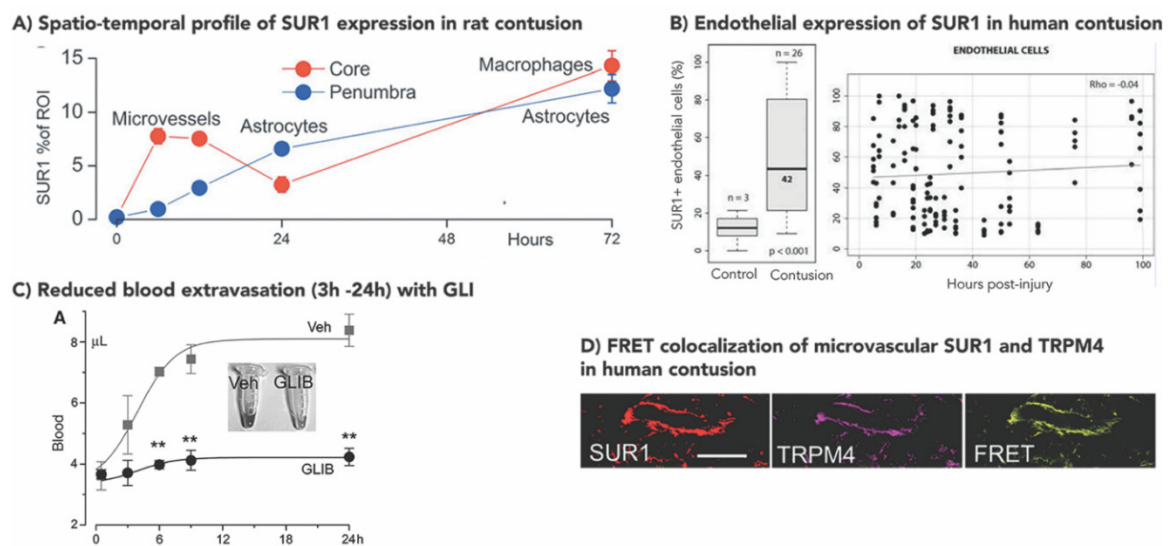 A) Spatio-temporal profile of SUR1 expression in rat contusion
SUR1 %of ROI
15
10
5
0
Core
Penumbra
Microvessels
Astrocytes
Macrophages
Astrocytes
0
24
48
Hours
72
B) Endothelial expression of SUR1 in human contusion
SUR1+ endothelial cells (%)
100
80
60
40
20
0
n = 26
42
n = 3
p < 0.001
Control
Contusion
ENDOTHELIAL CELLS
Rho = -0.04
100
80
60
40
20
0
0
20
40
60
80
100
Hours post-injury
C) Reduced blood extravasation (3h -24h) with GLI
A
µL
Blood
8
6
4
2
Veh
Veh
GLIB
**
**
**
GLIB
0
6
12
18
24h
D) FRET colocalization of microvascular SUR1 and TRPM4
in human contusion
SUR1
TRPM4
FRET